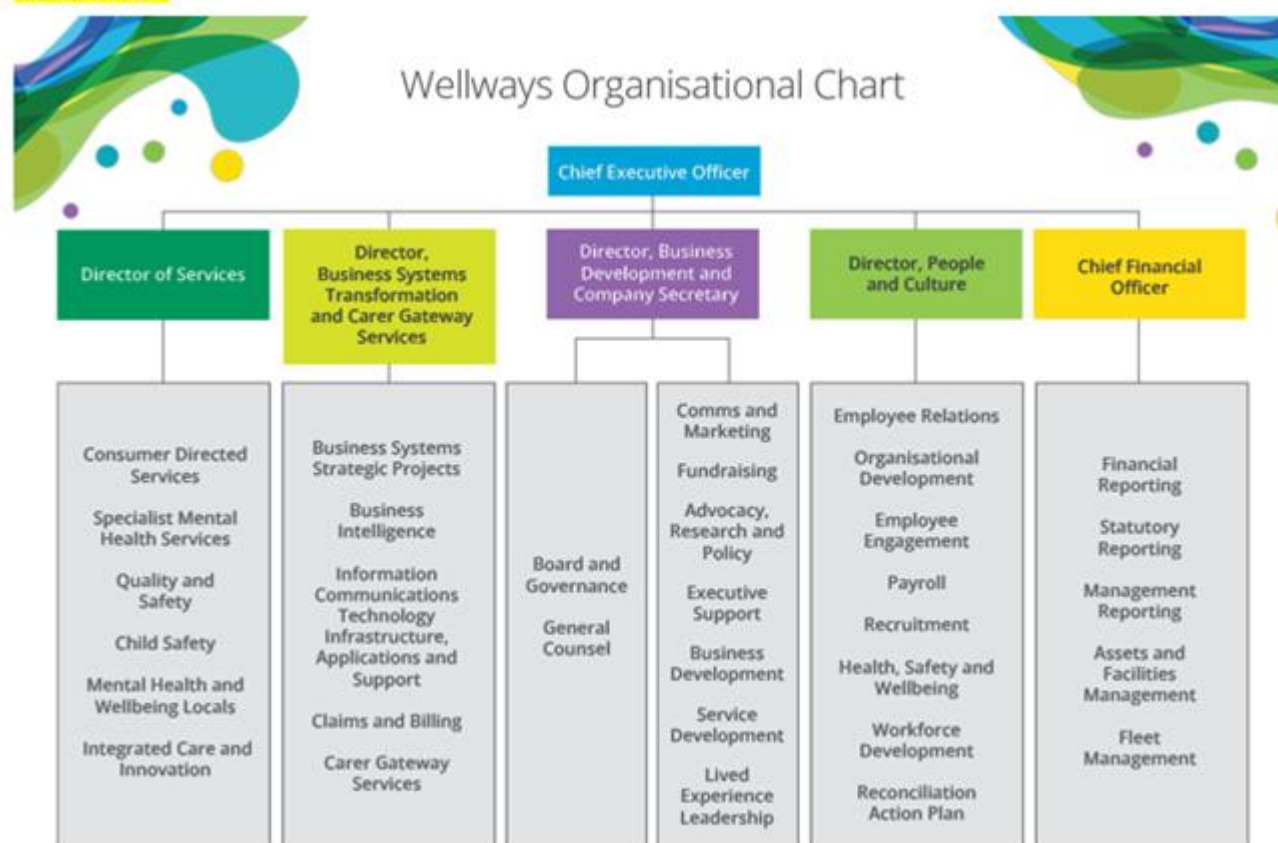 Wellways Organisational Chart
Chief Executive Officer
Director of Services
Director,
Business Systems
Transformation
and Carer Gateway
Services
Director, Business
Development and
Company Secretary
Director, People
and Culture
Chief Financial
Officer
Consumer Directed
Services
Specialist Mental
Health Services
Quality and
Safety
Child Safety
Mental Health and
Wellbeing Locals
Integrated Care and
Innovation
Business Systems
Strategic Projects
Business
Intelligence
Information
Communications
Technology
Infrastructure,
Applications and
Support
Claims and Billing
Carer Gateway
Services
Board and
Governance
General
Counsel
Comms and
Marketing
Fundraising
Advocacy,
Research and
Policy
Executive
Support
Business
Development
Service
Development
Lived
Experience
Leadership
Employee Relations
Organisational
Development
Employee
Engagement
Payroll
Recruitment
Health, Safety and
Wellbeing
Workforce
Development
Reconciliation
Action Plan
Financial
Reporting
Statutory
Reporting
Management
Reporting
Assets and
Facilities
Management
Fleet
Management